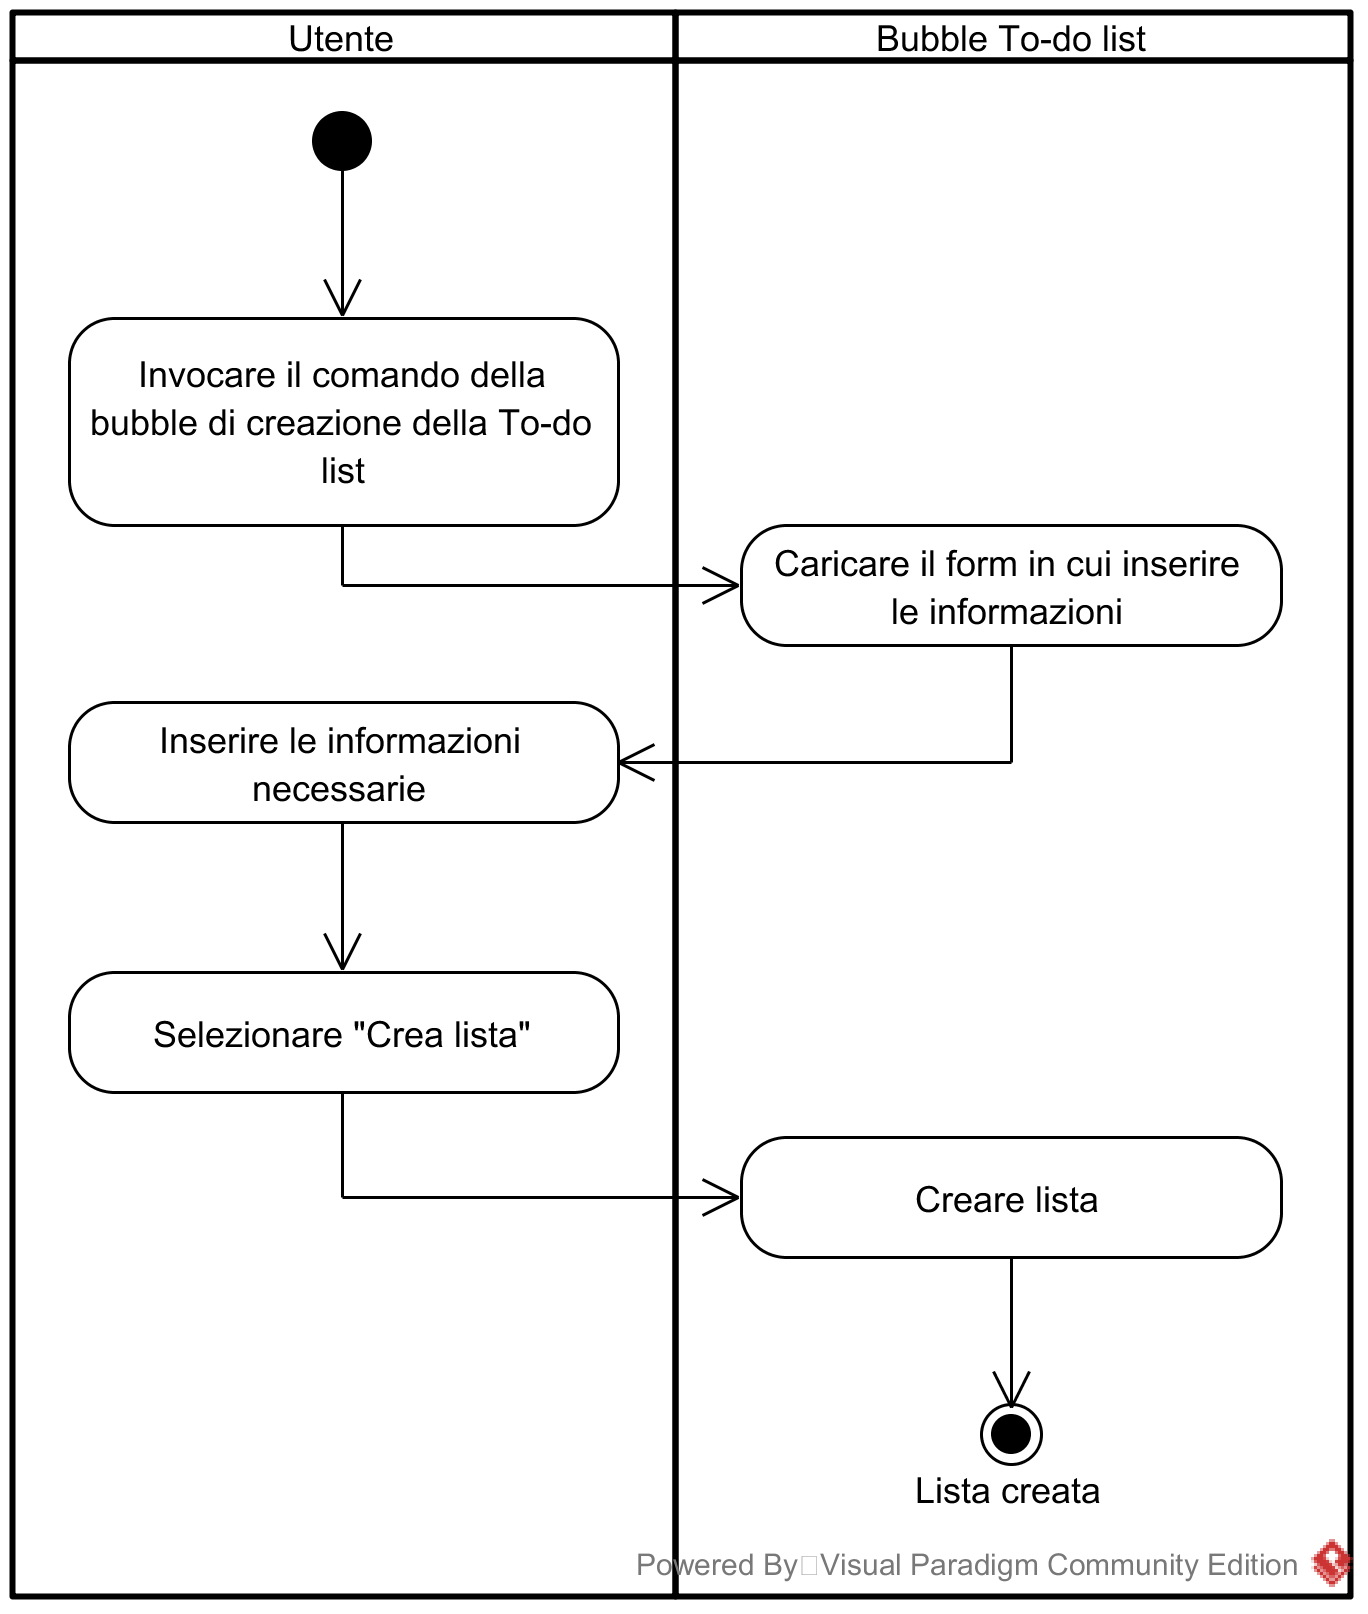 Utente
Bubble To-do list
Invocare il comando della
bubble di creazione della To-do
list
Caricare il form in cui inserire
le informazioni
Inserire le informazioni
necessarie
Selezionare "Crea lista"
Creare lista
Lista creata
Powered By Visual Paradigm Community Edition